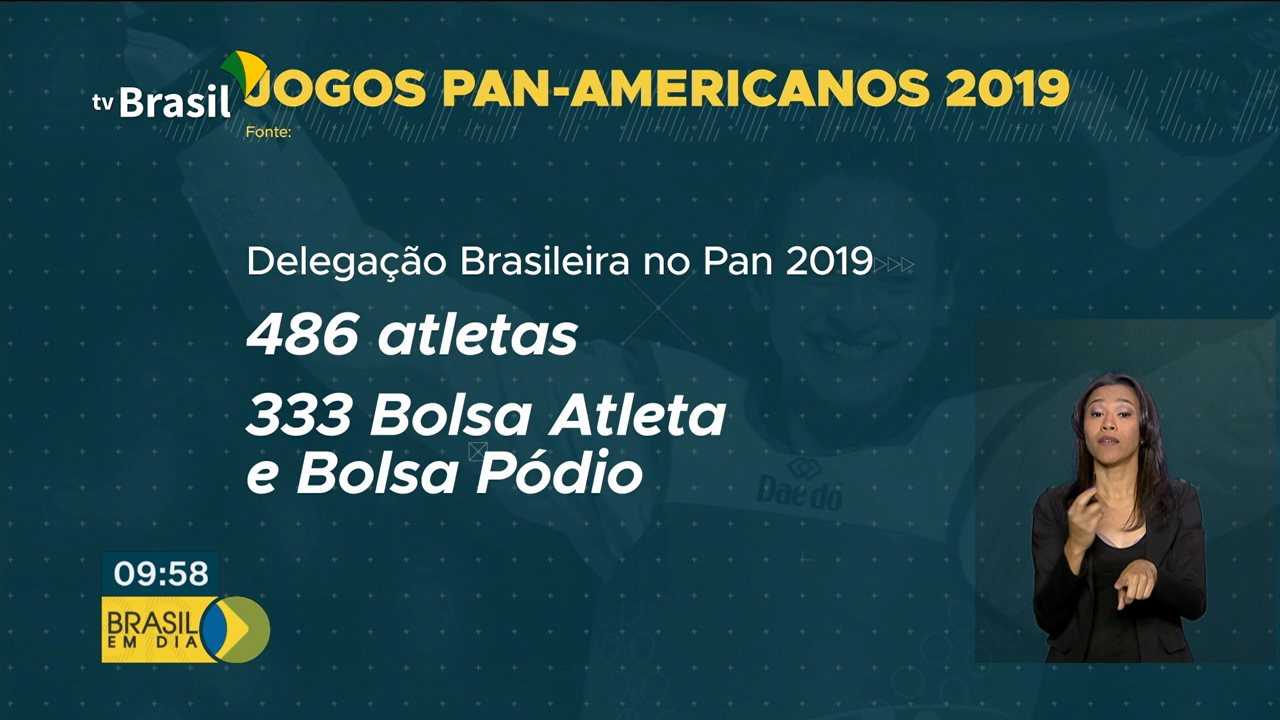 JOGOS PAN-AMERICANOS 2019
tv Brasil
Fonte:
Delegação Brasileira no Pan 2019
486 atletas
333 Bolsa Atleta
e Bolsa Pódio
Daedo
09:58
BRASIL
EM DIA